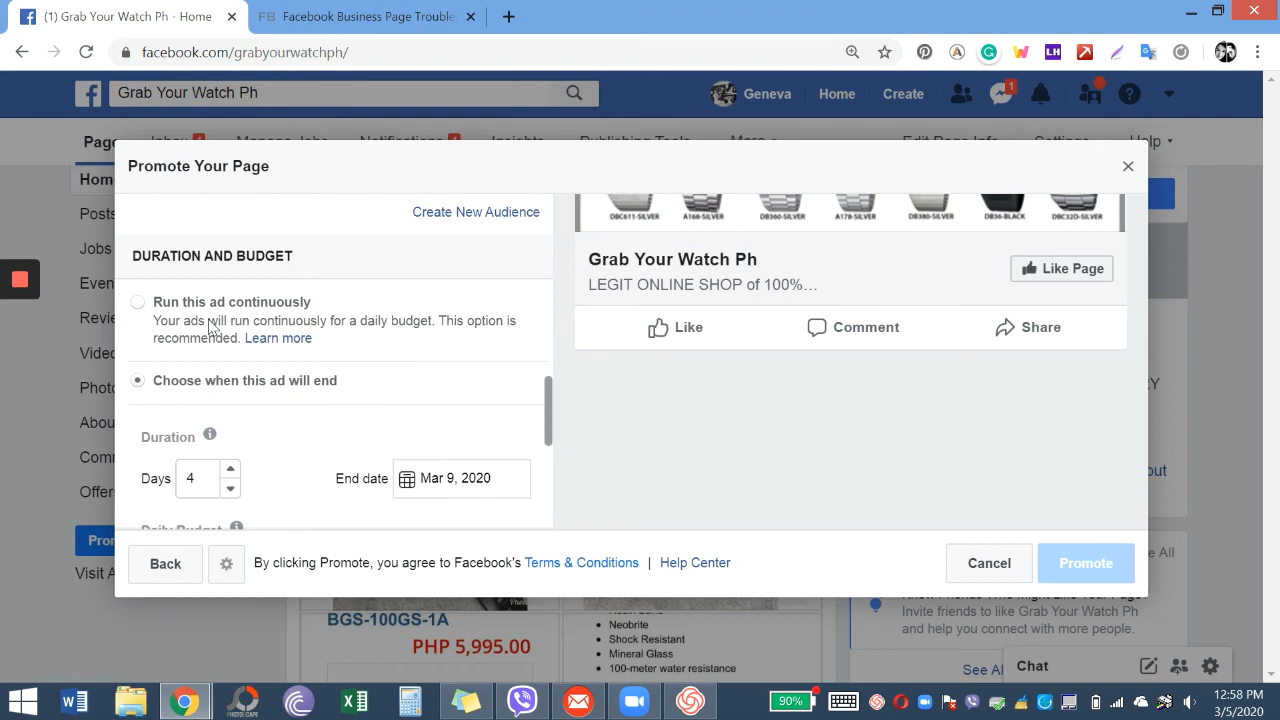 (1) Grab Your Watch Ph - Home
FB Facebook Business Page Trouble
facebook.com/grabyourwatchph/
Grab Your Watch Ph
Geneva
Home
Create
1
Promote Your Page
Create New Audience
DURATION AND BUDGET
Run this ad continuously
Your ads will run continuously for a daily budget. This option is
recommended. Learn more
Choose when this ad will end
Duration
Days 4
End date Mar 9, 2020
Daily Budget
DBC611-SILVER A168-SILVER DB360-SILVER A178-SILVER DB380-SILVER DB36-BLACK DBC32D-SILVER
Grab Your Watch Ph
LEGIT ONLINE SHOP of 100%...
Like Page
Like
Comment
Share
Back
By clicking Promote, you agree to Facebook's Terms & Conditions | Help Center
Cancel
Promote
BGS-100GS-1A
PHP 5,995.00
Neobrite
Shock Resistant
Mineral Glass
100-meter water resistance
Invite friends to like Grab Your Watch Ph
and help you connect with more people.
See Al
Chat
90%
12:58 PM
3/5/2020